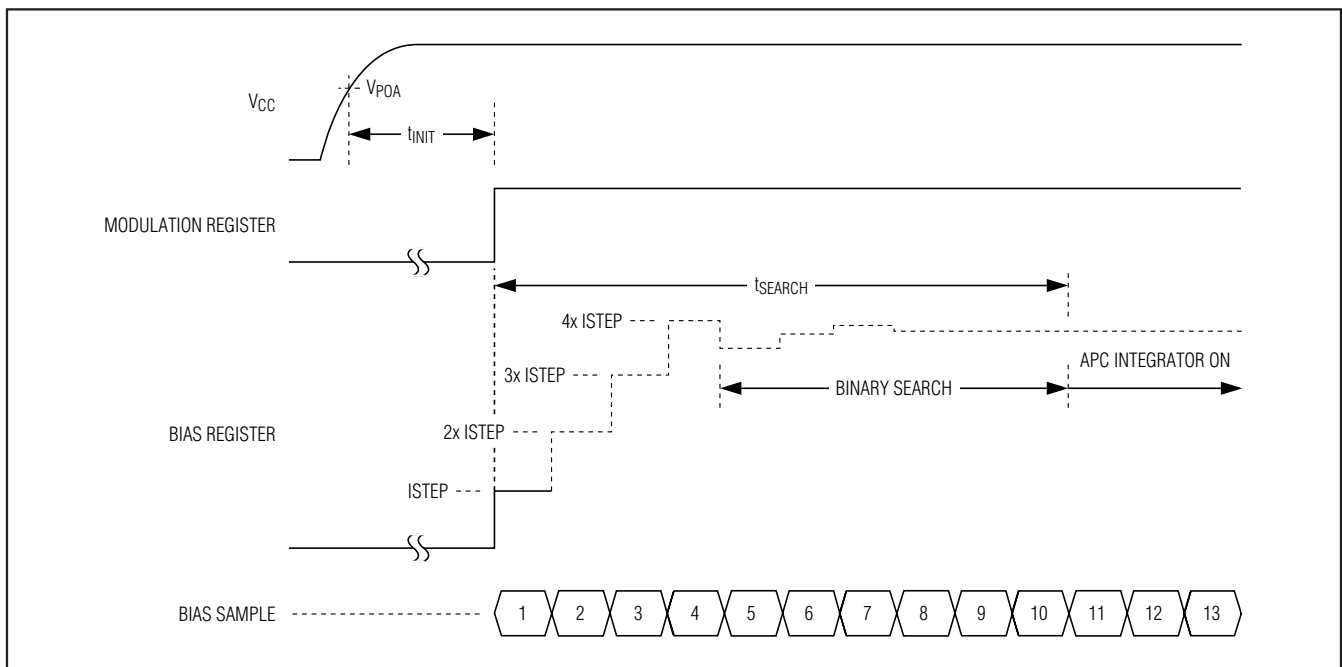 VCC
VPOA
tINIT
MODULATION REGISTER
tSEARCH
4x ISTEP
3x ISTEP
APC INTEGRATOR ON
BINARY SEARCH
2x ISTEP
BIAS REGISTER
ISTEP
BIAS SAMPLE
1 2 3 4 5 6 7 8 9 10 11 12 13